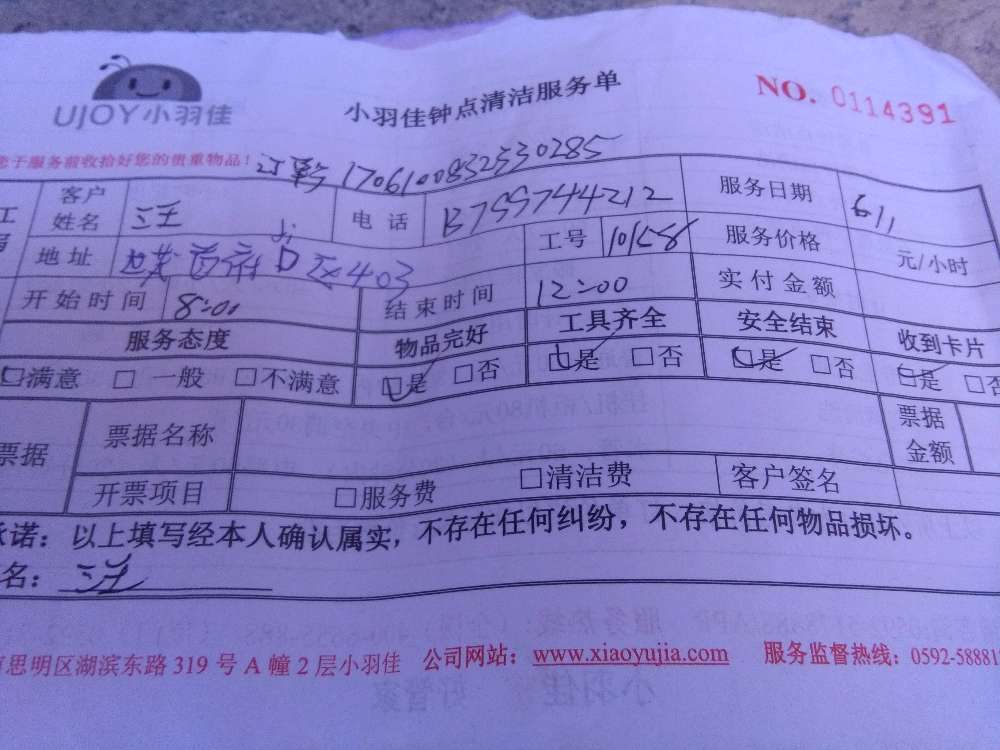 UJOY小羽佳
小羽佳钟点清洁服务单
NO. 0114391
于服务前收拾好您的贵重物品!
订单号 170610083253 0285
客户姓名 汪 电话 服务日期 6.11
地址 403 工号 服务价格 元/小时
开始时间 8:00 结束时间 12:00 实付金额
服务态度 物品完好 工具齐全 安全结束 收到卡片
□满意 □ 一般 □不满意 □是 □否 □是 □否 □是 □否 □是 □否
票据 票据名称 票据金额
开票项目 □服务费 □清洁费 客户签名
承诺：以上填写经本人确认属实，不存在任何纠纷，不存在任何物品损坏。
名：汪
思明区湖滨东路 319 号 A 幢 2 层小羽佳 公司网站：www.xiaoyujia.com 服务监督热线：0592-58881